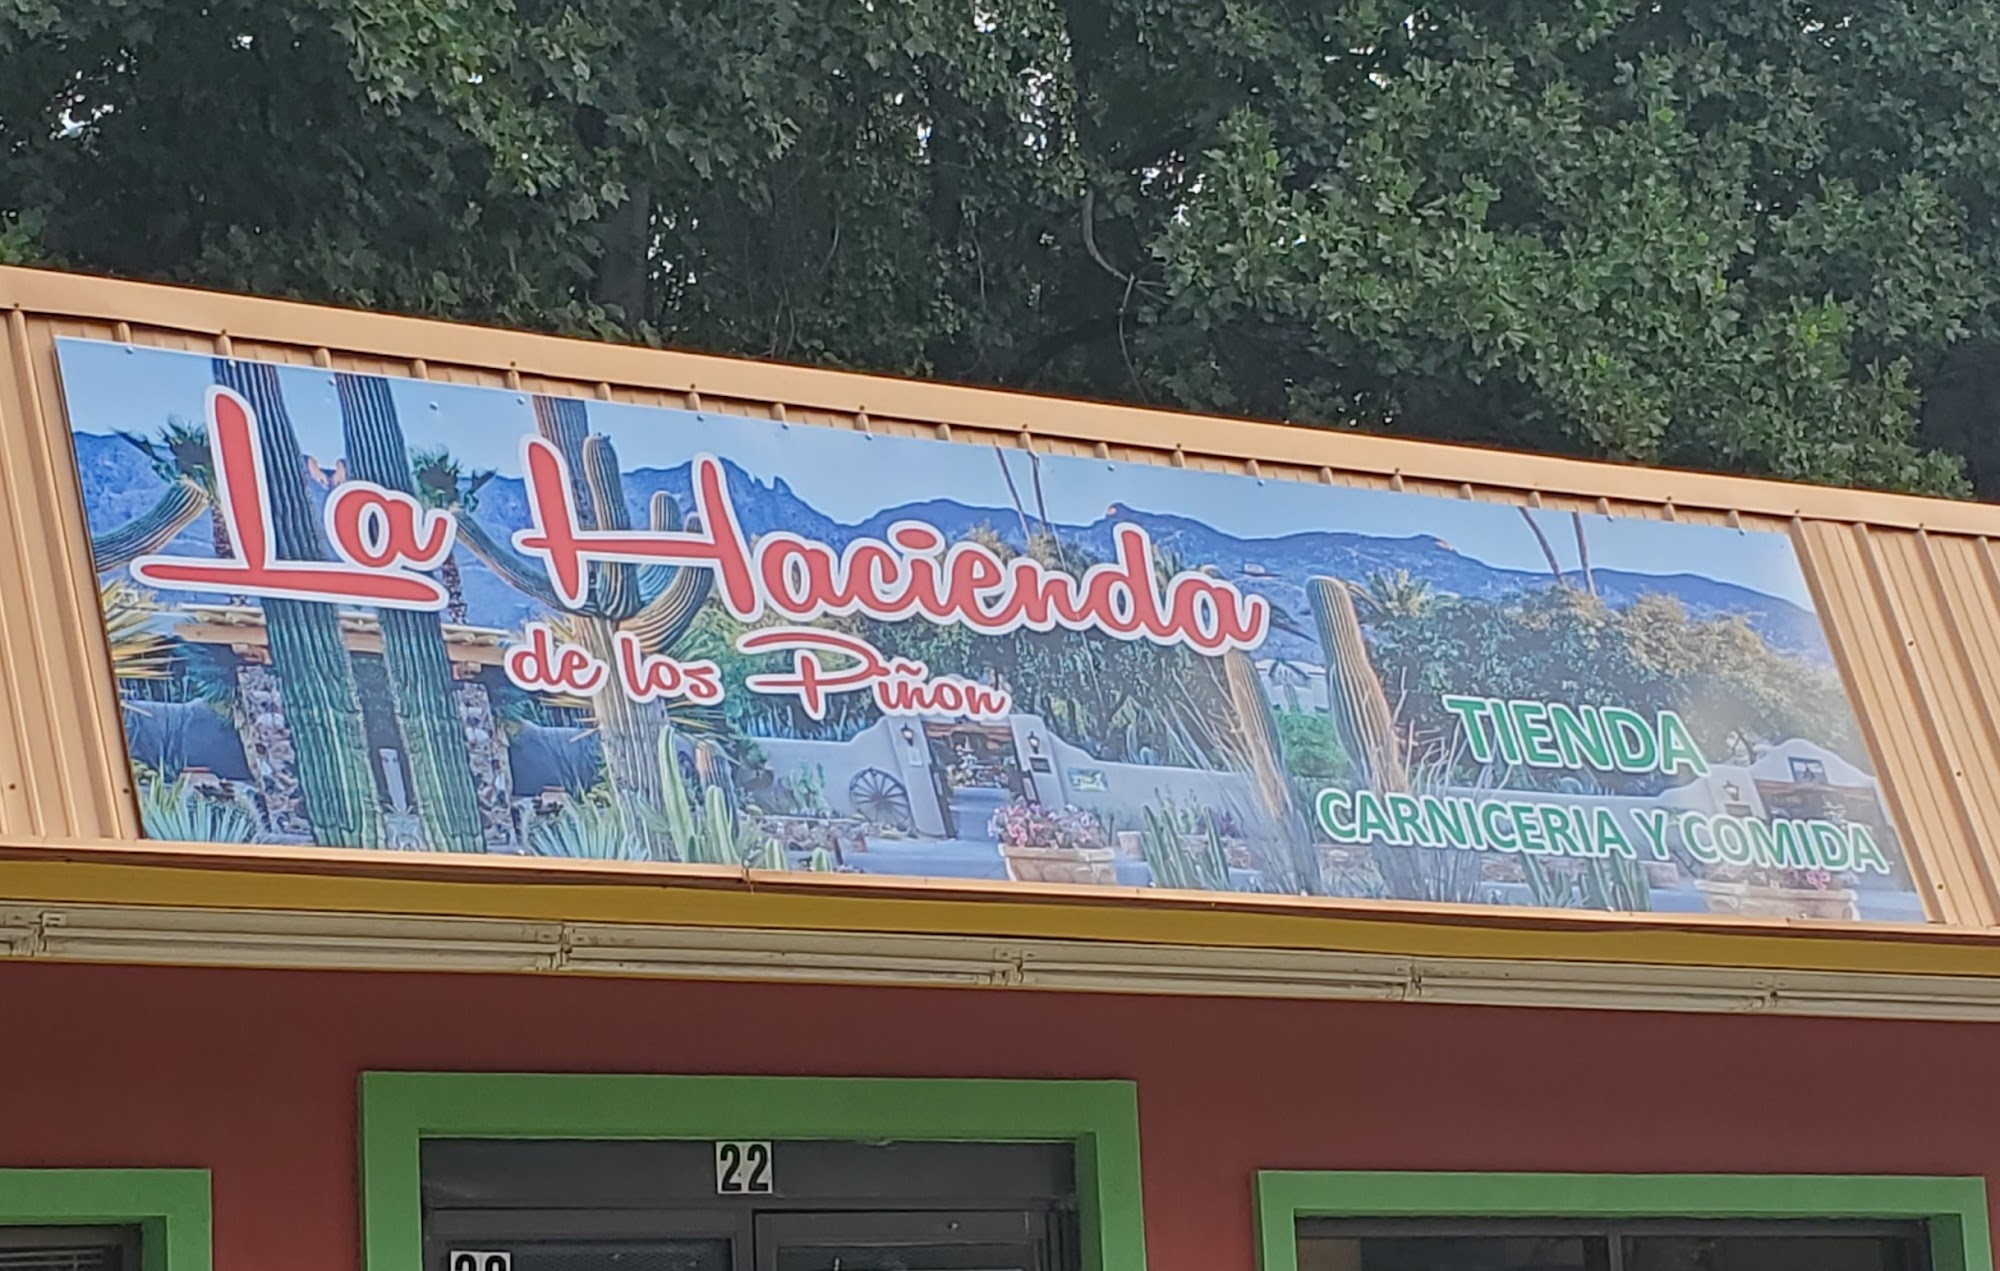 La Hacienda
de los Piñon
TIENDA
CARNICERIA Y COMIDA
22